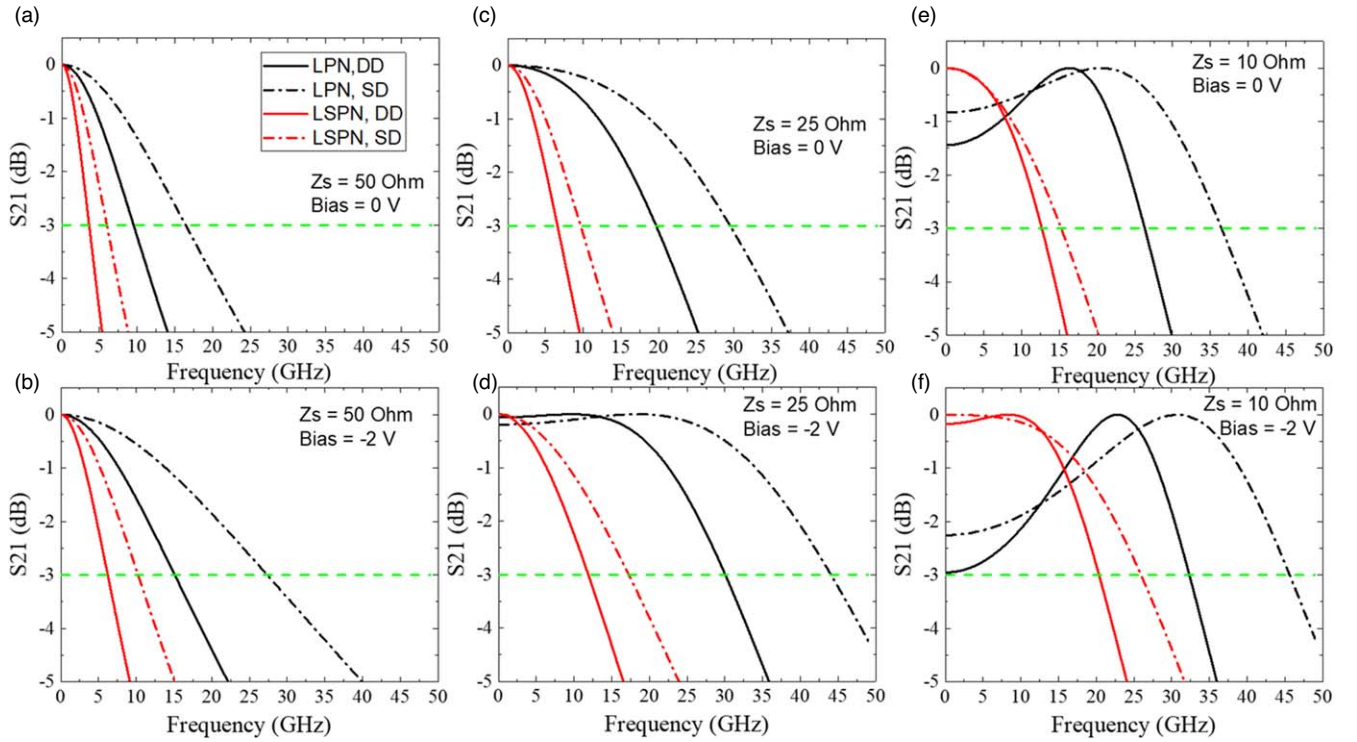 (a)
0
-1
-2
-3
-4
-5
S21 (dB)
LPN,DD
LPN, SD
LSPN, DD
LSPN, SD
Zs = 50 Ohm
Bias = 0 V
0 5 10 15 20 25 30 35 40 45 50
Frequency (GHz)
(b)
0
-1
-2
-3
-4
-5
S21 (dB)
Zs = 50 Ohm
Bias = -2 V
0 5 10 15 20 25 30 35 40 45 50
Frequency (GHz)
(c)
0
-1
-2
-3
-4
-5
S21 (dB)
Zs = 25 Ohm
Bias = 0 V
0 5 10 15 20 25 30 35 40 45 50
Frequency (GHz)
(d)
0
-1
-2
-3
-4
-5
S21 (dB)
Zs = 25 Ohm
Bias = -2 V
0 5 10 15 20 25 30 35 40 45 50
Frequency (GHz)
(e)
0
-1
-2
-3
-4
-5
S21 (dB)
Zs = 10 Ohm
Bias = 0 V
0 5 10 15 20 25 30 35 40 45 50
Frequency (GHz)
(f)
0
-1
-2
-3
-4
-5
S21 (dB)
Zs = 10 Ohm
Bias = -2 V
0 5 10 15 20 25 30 35 40 45 50
Frequency (GHz)